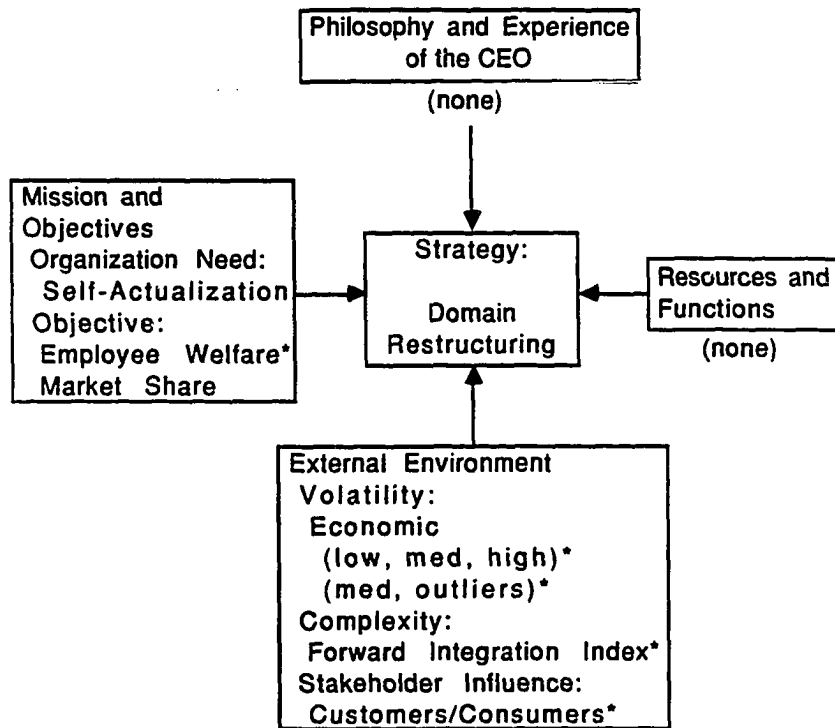 Philosophy and Experience
of the CEO
(none)
Mission and
Objectives
Organization Need:
Self-Actualization
Objective:
Employee Welfare*
Market Share
Strategy:
Domain
Restructuring
Resources and
Functions
(none)
External Environment
Volatility:
Economic
(low, med, high)*
(med, outliers)*
Complexity:
Forward Integration Index*
Stakeholder Influence:
Customers/Consumers*